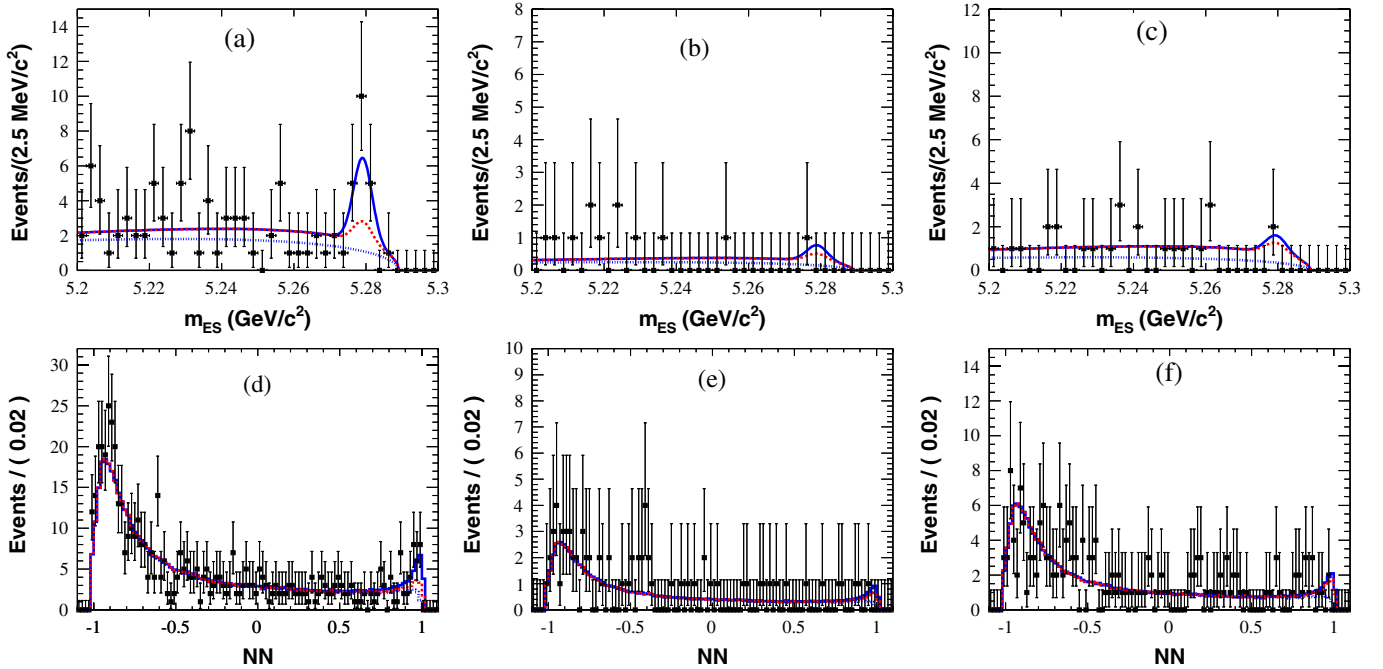 (a)
Events/(2.5 MeV/c²)
14
12
10
8
6
4
2
0
5.2 5.22 5.24 5.26 5.28 5.3
m_ES (GeV/c²)
(b)
Events/(2.5 MeV/c²)
8
7
6
5
4
3
2
1
0
5.2 5.22 5.24 5.26 5.28 5.3
m_ES (GeV/c²)
(c)
Events/(2.5 MeV/c²)
12
10
8
6
4
2
0
5.2 5.22 5.24 5.26 5.28 5.3
m_ES (GeV/c²)
(d)
Events / ( 0.02 )
30
25
20
15
10
5
0
-1 -0.5 0 0.5 1
NN
(e)
Events / ( 0.02 )
10
9
8
7
6
5
4
3
2
1
0
-1 -0.5 0 0.5 1
NN
(f)
Events / ( 0.02 )
14
12
10
8
6
4
2
0
-1 -0.5 0 0.5 1
NN